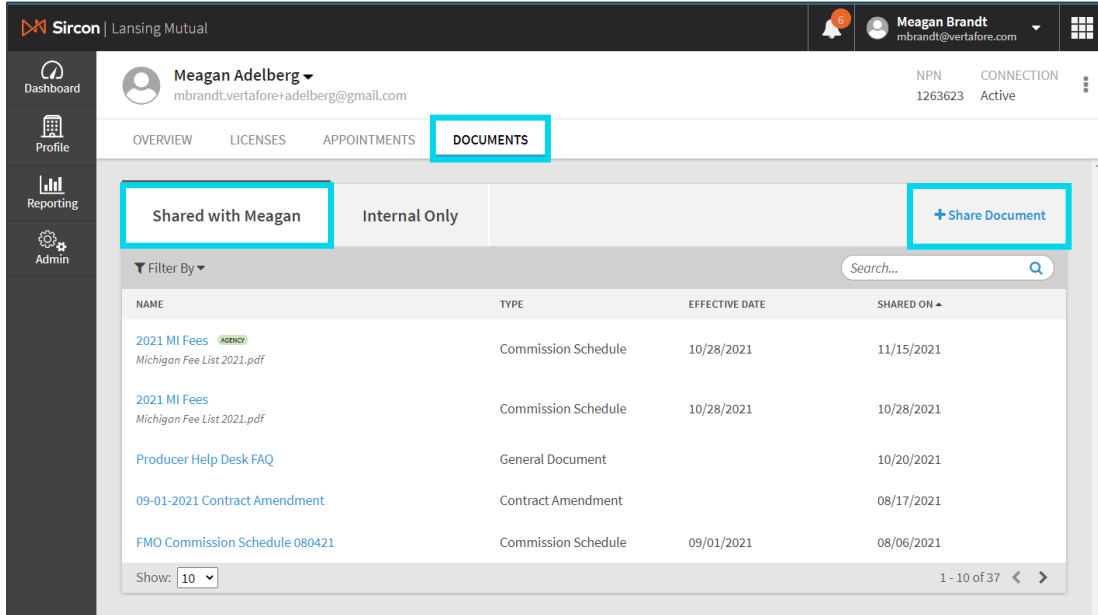 Sircon | Lansing Mutual
6
Meagan Brandt
mbrandt@vertafore.com
Dashboard
Profile
Reporting
Admin
Meagan Adelberg
mbrandt.vertafore+adelberg@gmail.com
NPN CONNECTION
1263623 Active
OVERVIEW LICENSES APPOINTMENTS DOCUMENTS
Shared with Meagan Internal Only +Share Document
Filter By Search...
NAME TYPE EFFECTIVE DATE SHARED ON
2021 MI Fees AGENCY Commission Schedule 10/28/2021 11/15/2021
Michigan Fee List 2021.pdf
2021 MI Fees Commission Schedule 10/28/2021 10/28/2021
Michigan Fee List 2021.pdf
Producer Help Desk FAQ General Document 10/20/2021
09-01-2021 Contract Amendment Contract Amendment 08/17/2021
FMO Commission Schedule 080421 Commission Schedule 09/01/2021 08/06/2021
Show: 10 1 - 10 of 37